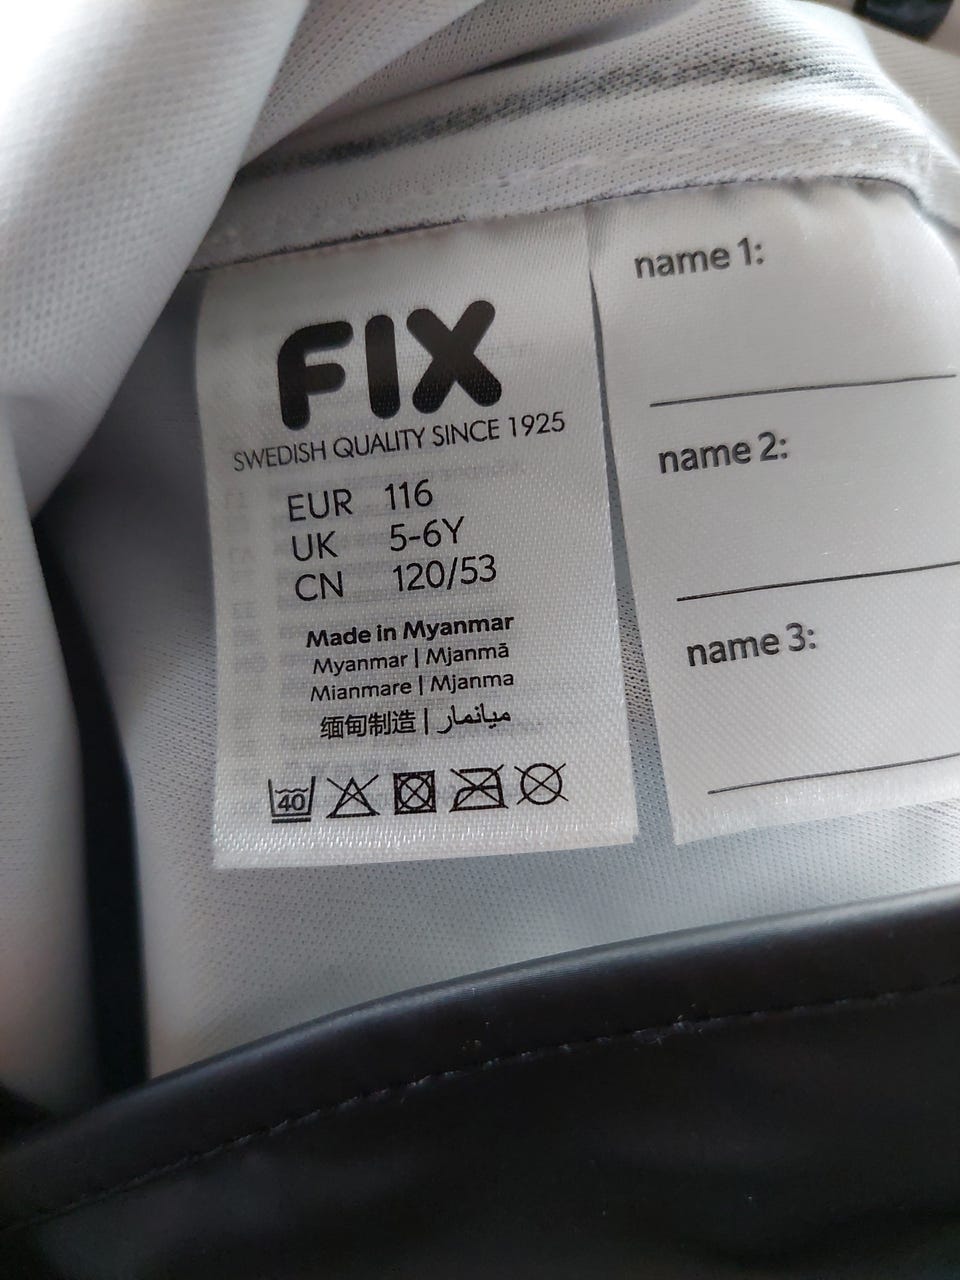 FIX
SWEDISH QUALITY SINCE 1925
EUR 116
UK 5-6Y
CN 120/53
Made in Myanmar
Myanmar | Mjanmā
Mianmare | Mjanma
缅甸制造 | ميانمار
40
name 1:
name 2:
name 3: